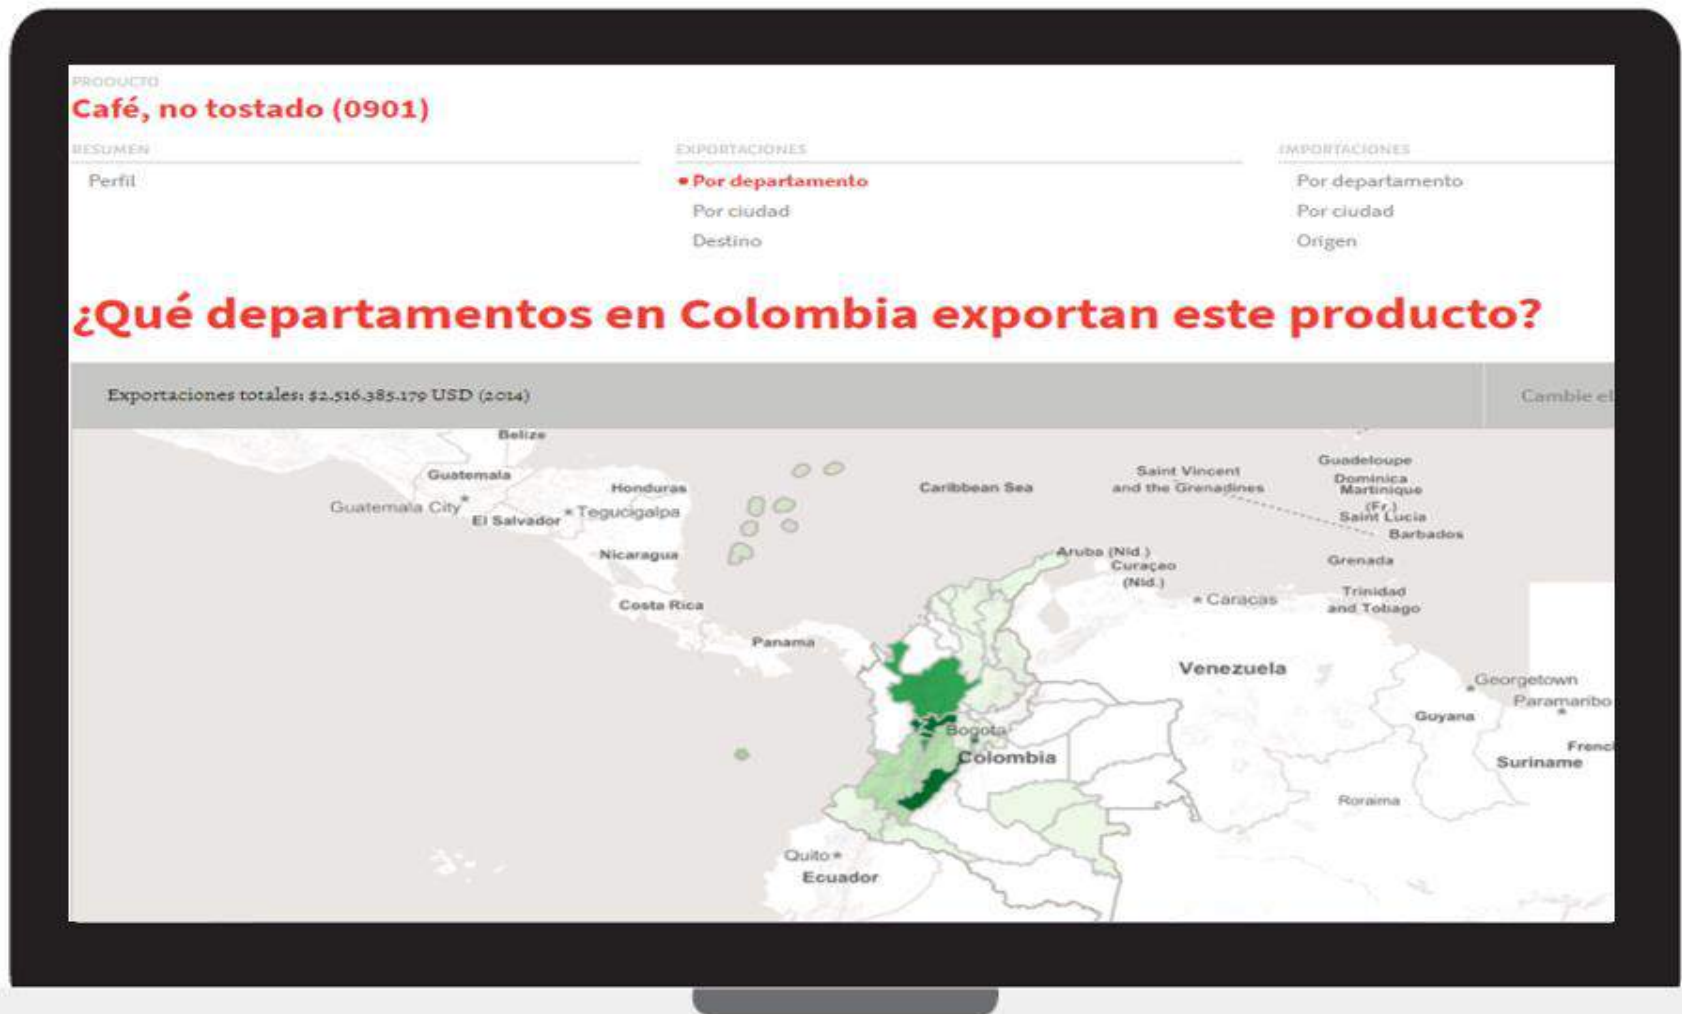 PRODUCTO
Café, no tostado (0901)
RESUMEN
Perfil
EXPORTACIONES
• Por departamento
Por ciudad
Destino
IMPORTACIONES
Por departamento
Por ciudad
Origen
¿Qué departamentos en Colombia exportan este producto?
Exportaciones totales: $2.516.385.179 USD (2014)
Cambie el
Belize
Guatemala
Guatemala City
Honduras
Tegucigalpa
El Salvador
Nicaragua
Costa Rica
Panama
Caribbean Sea
Saint Vincent
and the Grenadines
Guadeloupe
Dominica
Martinique
(Fr.)
Saint Lucia
Barbados
Grenada
Trinidad
and Tobago
Aruba (Nld.)
Curaçao
(Nld.)
Caracas
Venezuela
Georgetown
Paramaribo
Guyana
Frenc
Suriname
Roraima
Bogota
Colombia
Quito
Ecuador